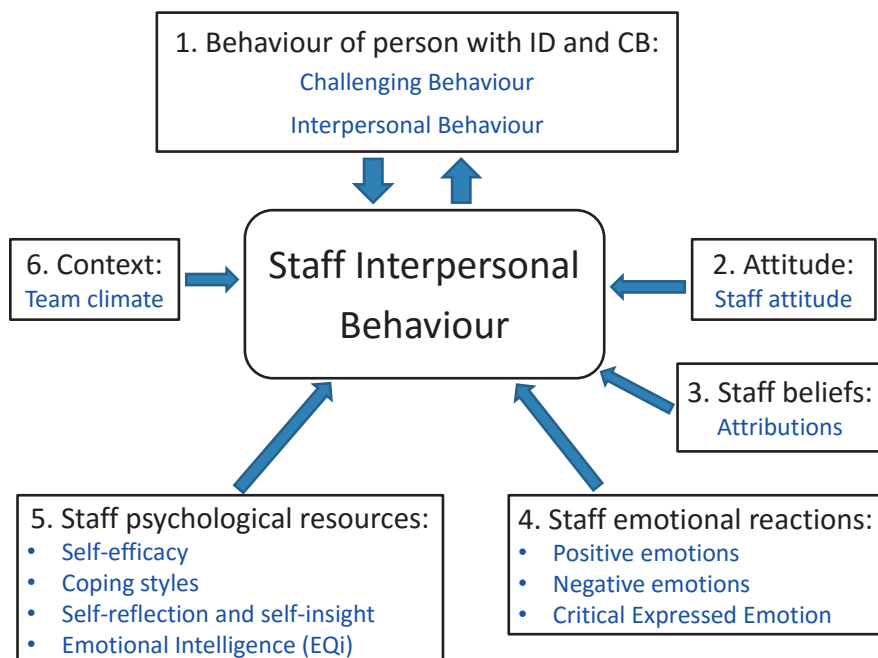 1. Behaviour of person with ID and CB:
Challenging Behaviour
Interpersonal Behaviour
Staff Interpersonal
Behaviour
6. Context:
Team climate
2. Attitude:
Staff attitude
3. Staff beliefs:
Attributions
5. Staff psychological resources:
• Self-efficacy
• Coping styles
• Self-reflection and self-insight
• Emotional Intelligence (EQi)
4. Staff emotional reactions:
• Positive emotions
• Negative emotions
• Critical Expressed Emotion